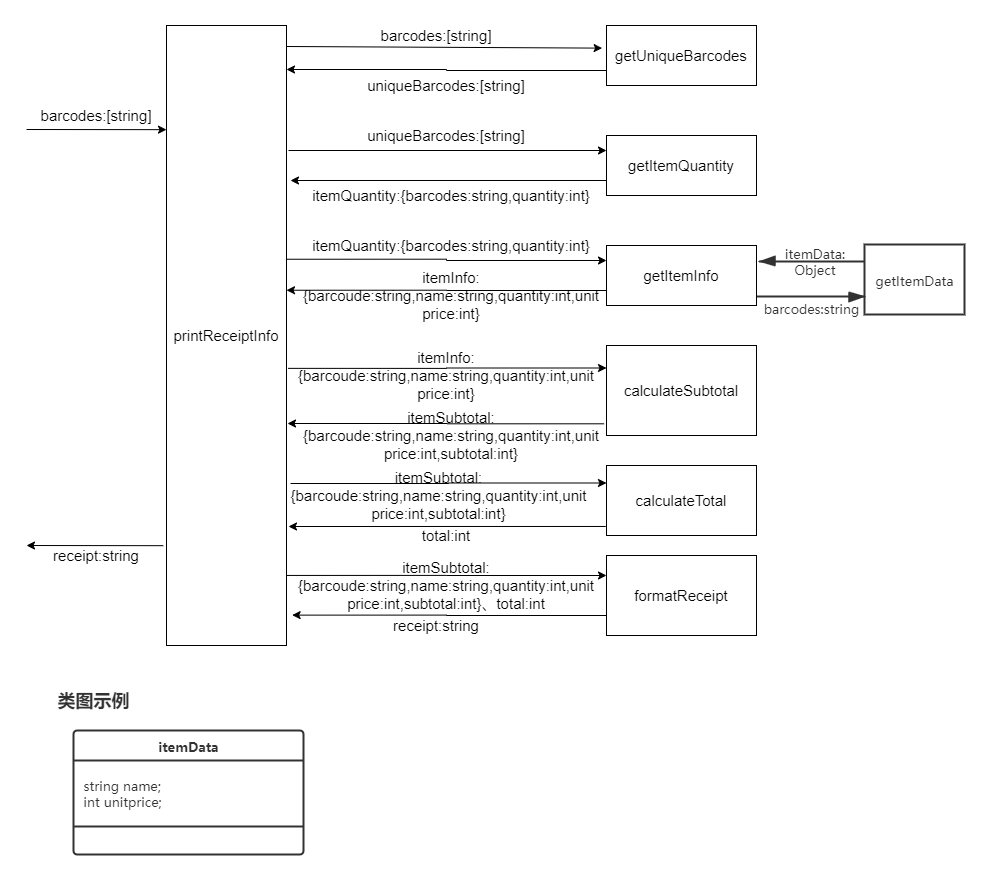 barcodes:[string]
getUniqueBarcodes
uniqueBarcodes:[string]
barcodes:[string]
uniqueBarcodes:[string]
getItemQuantity
itemQuantity:{barcodes:string,quantity:int}
itemQuantity:{barcodes:string,quantity:int}
itemInfo:
{barcoude:string,name:string,quantity:int,unit
price:int}
getItemInfo
itemData:
Object
getItemData
barcodes:string
printReceiptInfo
itemInfo:
{barcoude:string,name:string,quantity:int,unit
price:int}
calculateSubtotal
itemSubtotal:
{barcoude:string,name:string,quantity:int,unit
price:int,subtotal:int}
itemSubtotal:
{barcoude:string,name:string,quantity:int,unit
price:int,subtotal:int}
calculateTotal
total:int
receipt:string
itemSubtotal:
{barcoude:string,name:string,quantity:int,unit
price:int,subtotal:int}、total:int
formatReceipt
receipt:string
类图示例
itemData
string name;
int unitprice;